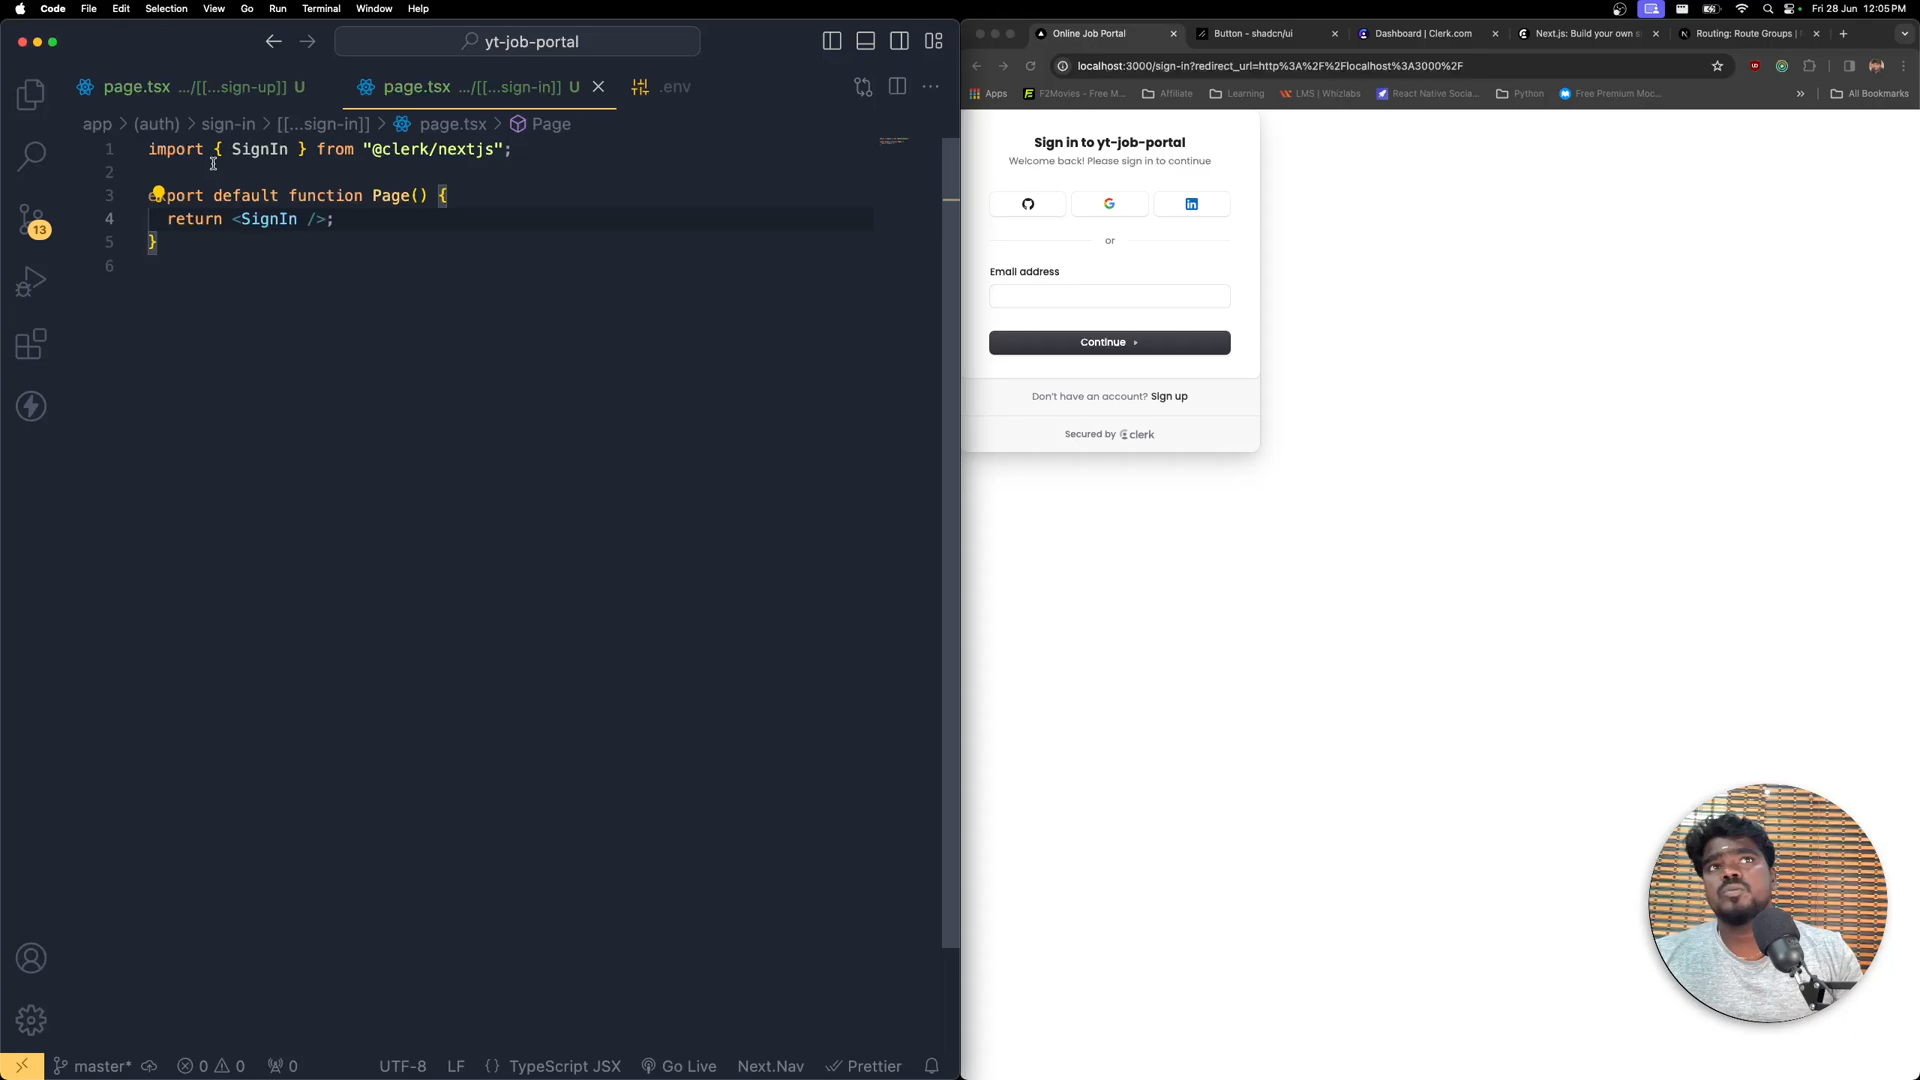 Code File Edit Selection View Go Run Terminal Window Help
Fri 28 Jun 12:05 PM
yt-job-portal
page.tsx .../[[...sign-up]] U
page.tsx .../[[...sign-in]] U
.env
app > (auth) > sign-in > [[...sign-in]] > page.tsx > Page
1 import { SignIn } from "@clerk/nextjs";
2
3 export default function Page() {
4 return <SignIn />;
5 }
6
13
master* 0 0 0 UTF-8 LF {} TypeScript JSX Go Live Next.Nav Prettier
Online Job Portal
Button - shadcn/ui
Dashboard | Clerk.com
Next.js: Build your own s
Routing: Route Groups |
localhost:3000/sign-in?redirect_url=http%3A%2F%2Flocalhost%3A3000%2F
Apps
F2Movies - Free M...
Affiliate
Learning
LMS | Whizlabs
React Native Socia...
Python
Free Premium Moc...
»
All Bookmarks
Sign in to yt-job-portal
Welcome back! Please sign in to continue
or
Email address
Continue
Don't have an account? Sign up
Secured by clerk